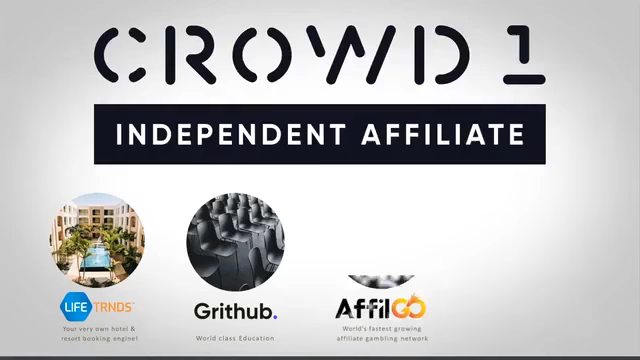 CROWD 1
INDEPENDENT AFFILIATE
LIFE TRNDS
Your very own hotel &
resort booking engine!
Grithub.
World class Education
AffilGO
World's fastest growing
affiliate gambling network